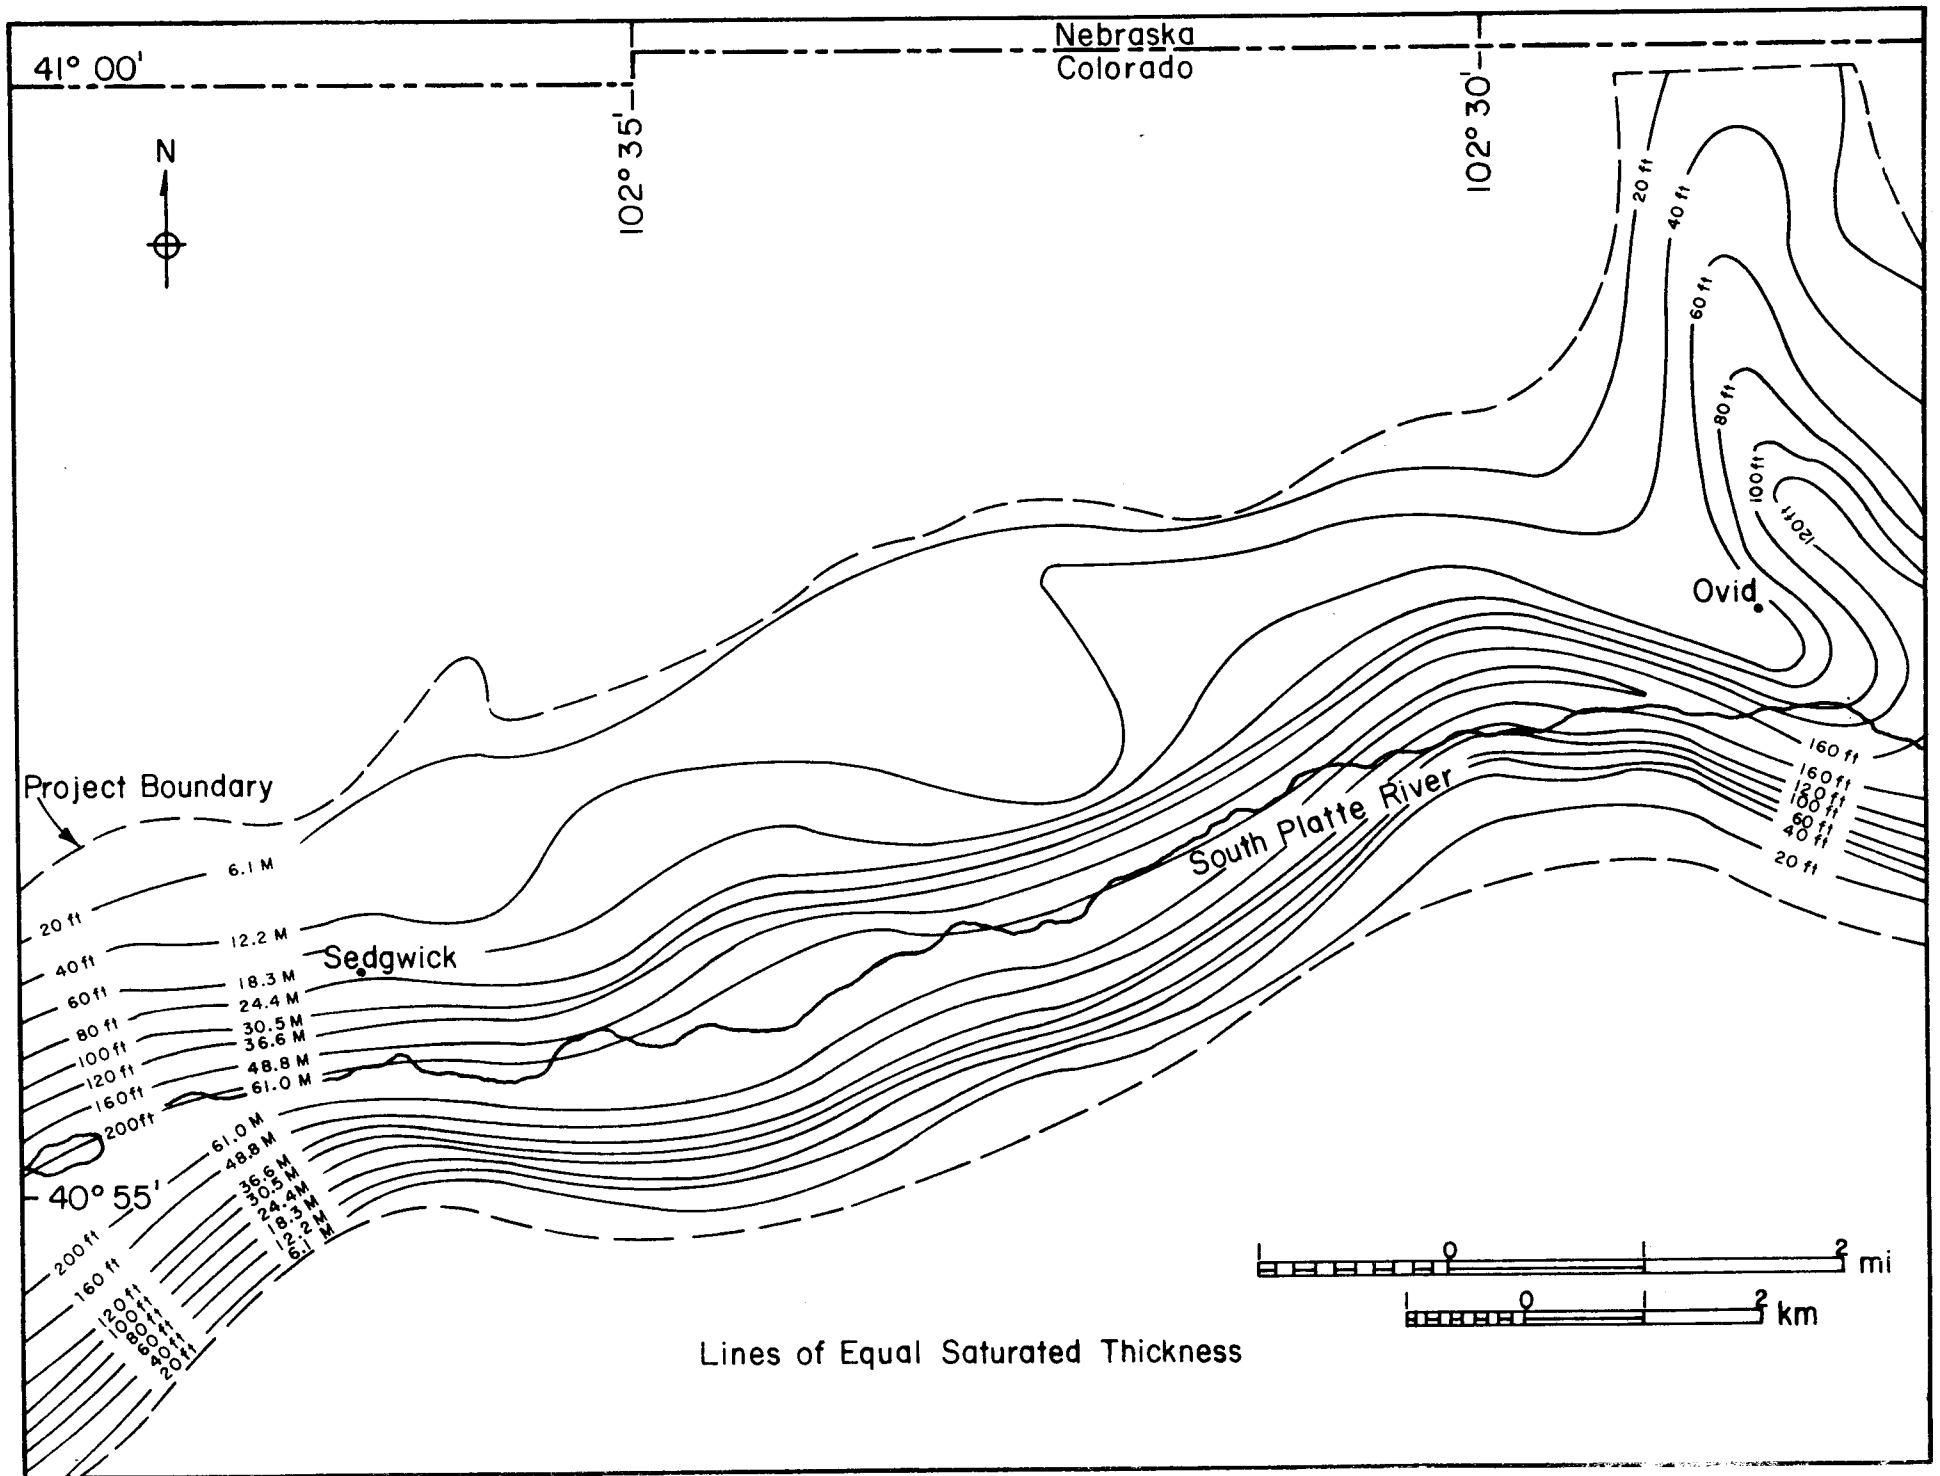 Nebraska
Colorado
41° 00'
102° 35'
102° 30'
N
20 ft
40 ft
60 ft
80 ft
100 ft
120 ft
Ovid
Project Boundary
160 ft
160 ft
120 ft
100 ft
60 ft
40 ft
20 ft
South Platte River
6.1 M
12.2 M
18.3 M
24.4 M
30.5 M
36.6 M
48.8 M
61.0 M
Sedgwick
20 ft
40 ft
60 ft
80 ft
100 ft
120 ft
160 ft
200 ft
61.0 M
48.8 M
36.6 M
30.5 M
24.4 M
18.3 M
12.2 M
6.1 M
40° 55'
200 ft
160 ft
120 ft
100 ft
80 ft
60 ft
40 ft
20 ft
1 0 1 2 mi
1 0 1 2 km
Lines of Equal Saturated Thickness